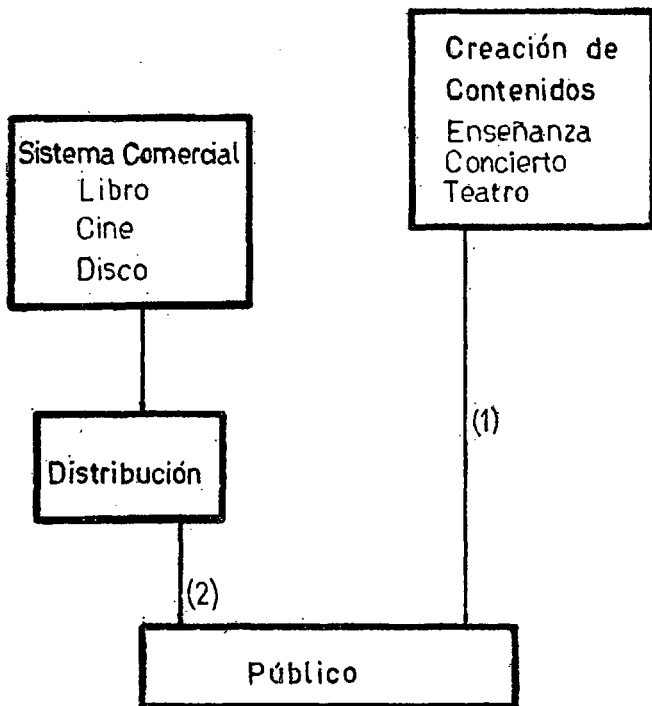 Creación de
Contenidos
Enseñanza
Concierto
Teatro
Sistema Comercial
Libro
Cine
Disco
Distribución
(1)
(2)
Público